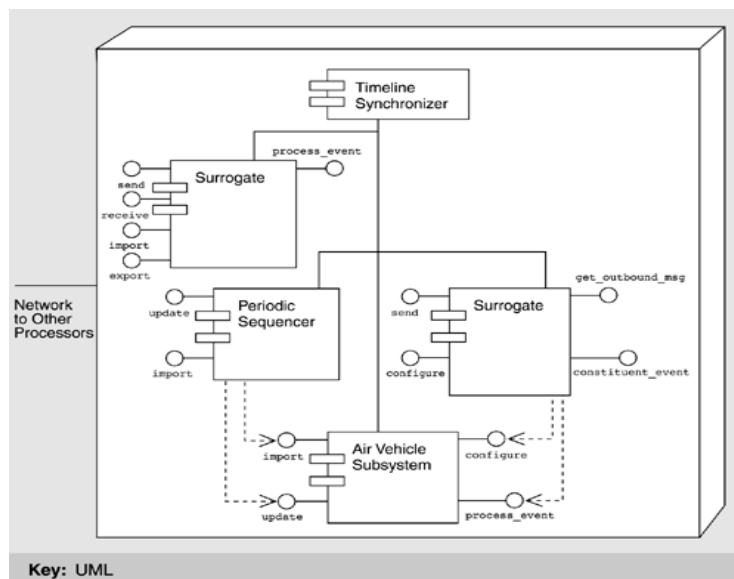 Timeline
Synchronizer
process_event
Surrogate
send
receive
import
export
Network
to Other
Processors
update
Periodic
Sequencer
import
get_outbound_msg
Surrogate
send
configure
constituent_event
import
Air Vehicle
Subsystem
configure
update
process_event
Key: UML